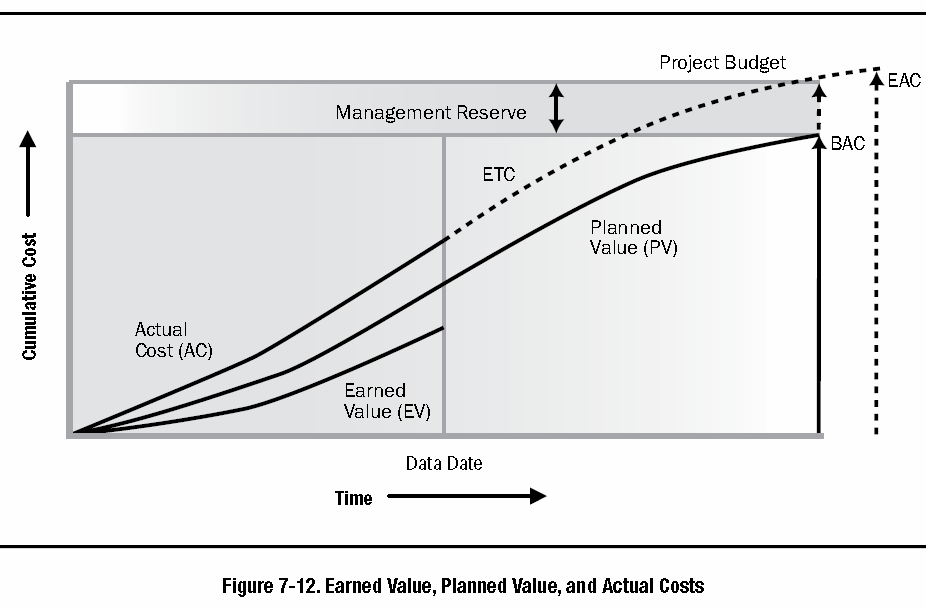 Project Budget
EAC
Management Reserve
BAC
ETC
Planned
Value (PV)
Cumulative Cost
Actual
Cost (AC)
Earned
Value (EV)
Data Date
Time
Figure 7-12. Earned Value, Planned Value, and Actual Costs